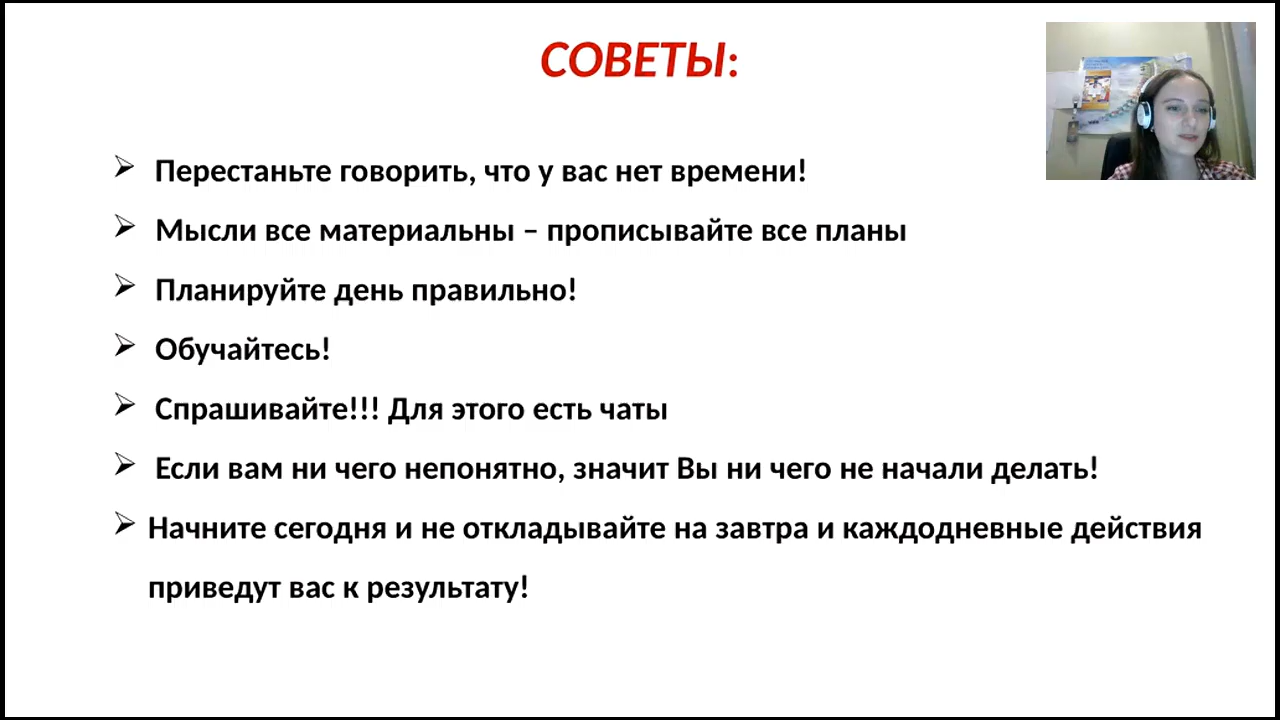 СОВЕТЫ:
Перестаньте говорить, что у вас нет времени!
Мысли все материальны – прописывайте все планы
Планируйте день правильно!
Обучайтесь!
Спрашивайте!!! Для этого есть чаты
Если вам ни чего непонятно, значит Вы ни чего не начали делать!
Начните сегодня и не откладывайте на завтра и каждодневные действия
приведут вас к результату!